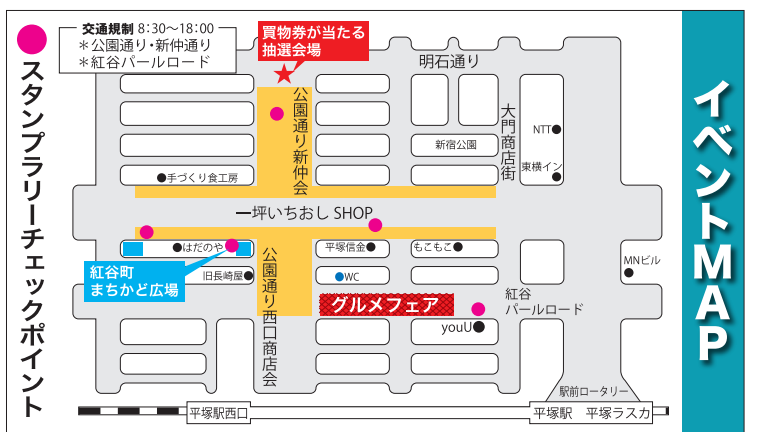 イベントMAP
スタンプラリーチェックポイント
交通規制 8:30〜18:00
＊公園通り・新仲通り
＊紅谷パールロード
買物券が当たる
抽選会場
明石通り
公園通り新仲会
大門商店街
NTT
新宿公園
東横イン
手づくり食工房
一坪いちおし SHOP
はだのや
平塚信金
もこもこ
紅谷町
まちかど広場
旧長崎屋
公園通り西口商店会
WC
MNビル
グルメフェア
紅谷
パールロード
youU
駅前ロータリー
平塚駅西口
平塚駅 平塚ラスカ